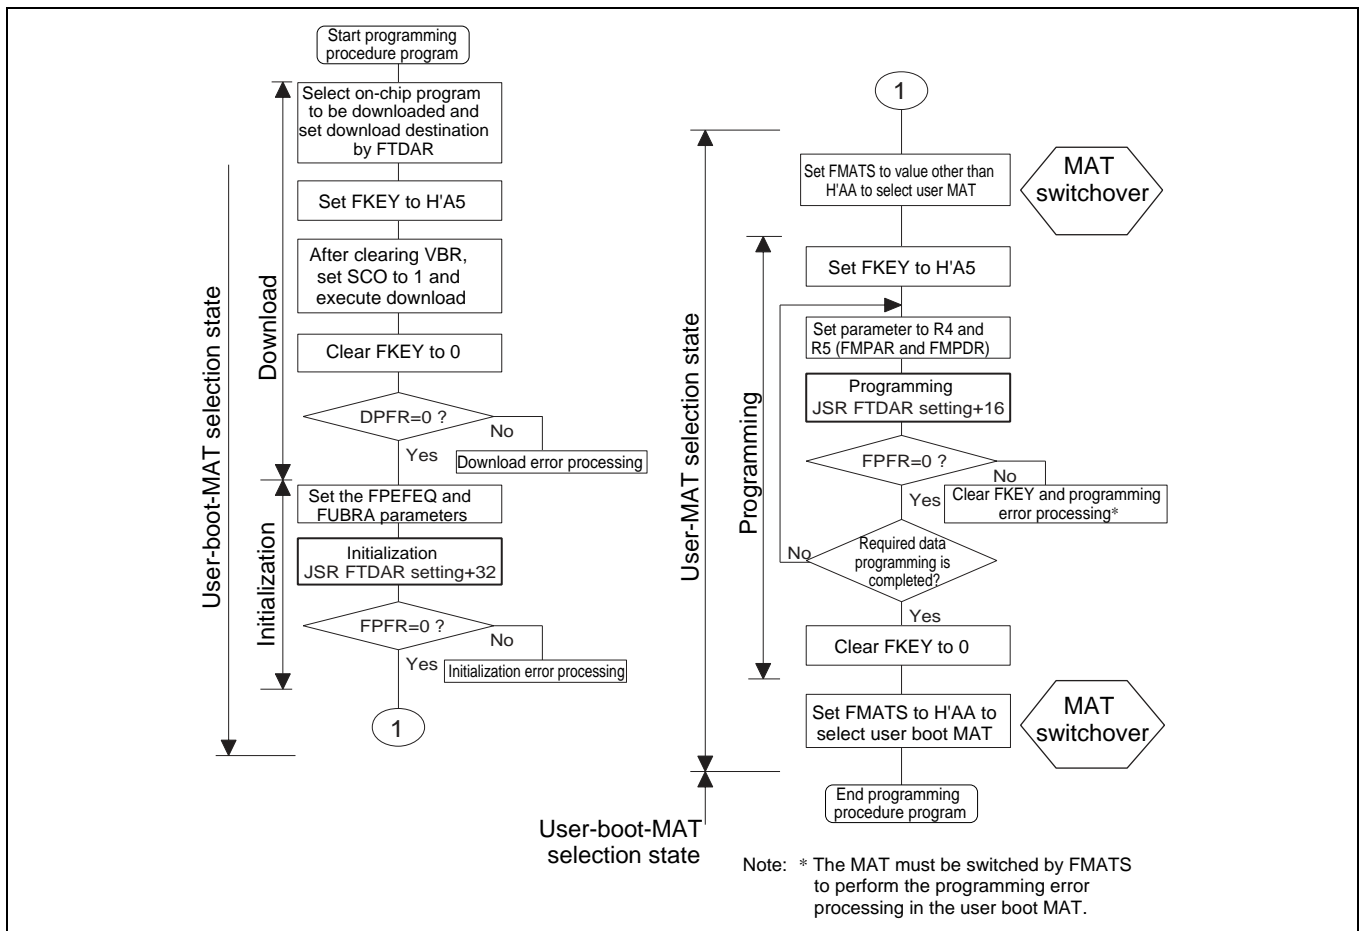 Start programming
procedure program
Select on-chip program
to be downloaded and
set download destination
by FTDAR
Set FKEY to H'A5
After clearing VBR,
set SCO to 1 and
execute download
Clear FKEY to 0
DPFR=0 ?
No
Yes
Download error processing
Set the FPEFEQ and
FUBRA parameters
Initialization
JSR FTDAR setting+32
FPFR=0 ?
No
Yes
Initialization error processing
1
Download
Initialization
User-boot-MAT selection state
1
Set FMATS to value other than
H'AA to select user MAT
MAT
switchover
Set FKEY to H'A5
Set parameter to R4 and
R5 (FMPAR and FMPDR)
Programming
JSR FTDAR setting+16
FPFR=0 ?
No
Yes
Clear FKEY and programming
error processing*
Required data
programming is
completed?
No
Yes
Clear FKEY to 0
Set FMATS to H'AA to
select user boot MAT
MAT
switchover
End programming
procedure program
Programming
User-MAT selection state
User-boot-MAT
selection state
Note: * The MAT must be switched by FMATS
to perform the programming error
processing in the user boot MAT.